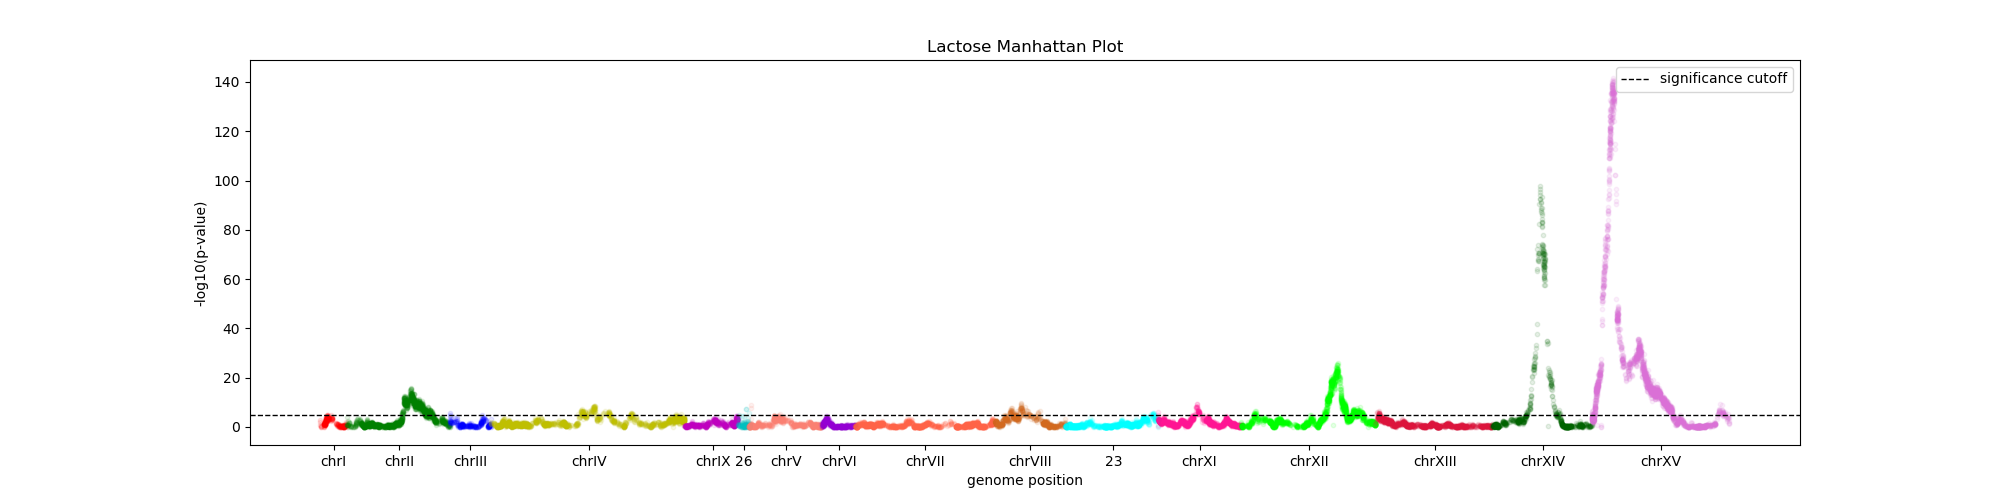 Lactose Manhattan Plot
significance cutoff
-log10(p-value)
140
120
100
80
60
40
20
0
chrI chrII chrIII chrIV chrIX 26 chrV chrVI chrVII chrVIII 23 chrXI chrXII chrXIII chrXIV chrXV
genome position